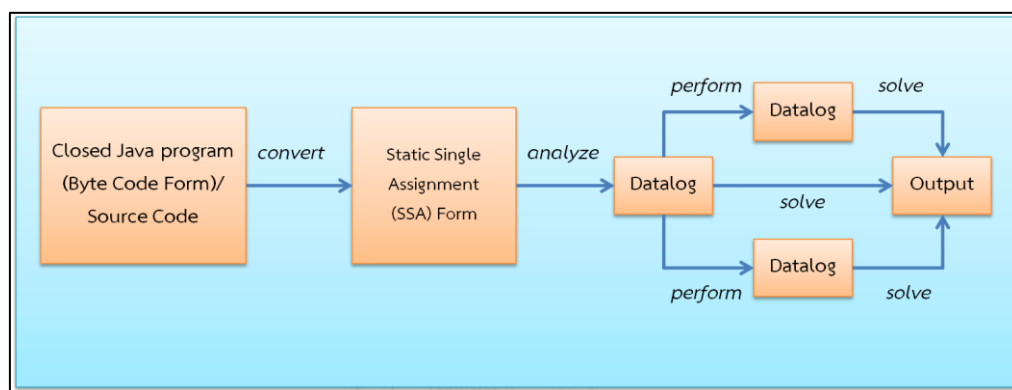 Closed Java program
(Byte Code Form)/
Source Code
convert
Static Single
Assignment
(SSA) Form
analyze
Datalog
perform
Datalog
solve
solve
Output
perform
Datalog
solve